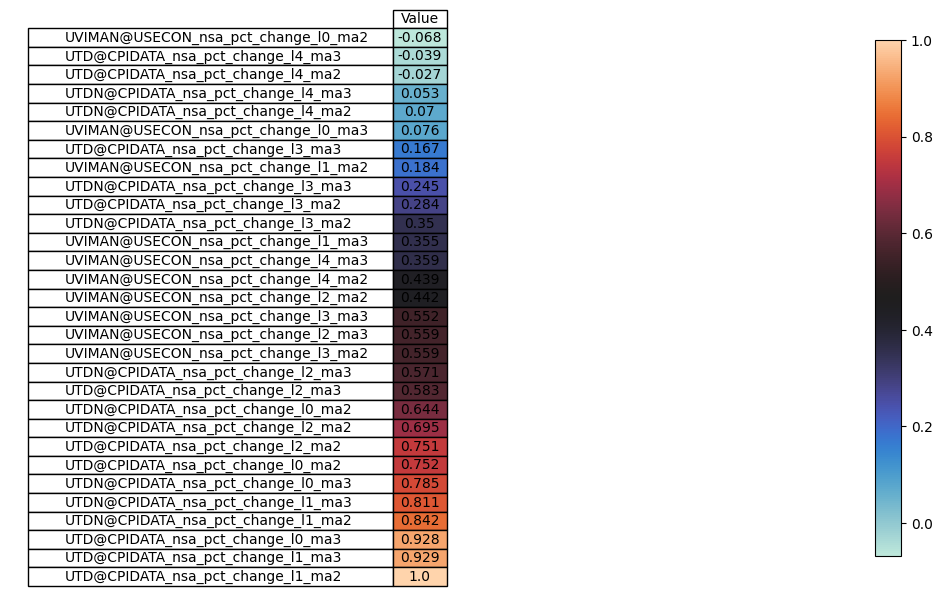 Value
UVIMAN@USECON_nsa_pct_change_l0_ma2 -0.068
UTD@CPIDATA_nsa_pct_change_l4_ma3 -0.039
UTD@CPIDATA_nsa_pct_change_l4_ma2 -0.027
UTDN@CPIDATA_nsa_pct_change_l4_ma3 0.053
UTDN@CPIDATA_nsa_pct_change_l4_ma2 0.07
UVIMAN@USECON_nsa_pct_change_l0_ma3 0.076
UTD@CPIDATA_nsa_pct_change_l3_ma3 0.167
UVIMAN@USECON_nsa_pct_change_l1_ma2 0.184
UTDN@CPIDATA_nsa_pct_change_l3_ma3 0.245
UTD@CPIDATA_nsa_pct_change_l3_ma2 0.284
UTDN@CPIDATA_nsa_pct_change_l3_ma2 0.35
UVIMAN@USECON_nsa_pct_change_l1_ma3 0.355
UVIMAN@USECON_nsa_pct_change_l4_ma3 0.359
UVIMAN@USECON_nsa_pct_change_l4_ma2 0.439
UVIMAN@USECON_nsa_pct_change_l2_ma2 0.442
UVIMAN@USECON_nsa_pct_change_l3_ma3 0.552
UVIMAN@USECON_nsa_pct_change_l2_ma3 0.559
UVIMAN@USECON_nsa_pct_change_l3_ma2 0.559
UTDN@CPIDATA_nsa_pct_change_l2_ma3 0.571
UTD@CPIDATA_nsa_pct_change_l2_ma3 0.583
UTDN@CPIDATA_nsa_pct_change_l0_ma2 0.644
UTDN@CPIDATA_nsa_pct_change_l2_ma2 0.695
UTD@CPIDATA_nsa_pct_change_l2_ma2 0.751
UTD@CPIDATA_nsa_pct_change_l0_ma2 0.752
UTDN@CPIDATA_nsa_pct_change_l0_ma3 0.785
UTDN@CPIDATA_nsa_pct_change_l1_ma3 0.811
UTDN@CPIDATA_nsa_pct_change_l1_ma2 0.842
UTD@CPIDATA_nsa_pct_change_l0_ma3 0.928
UTD@CPIDATA_nsa_pct_change_l1_ma3 0.929
UTD@CPIDATA_nsa_pct_change_l1_ma2 1.0
1.0
0.8
0.6
0.4
0.2
0.0